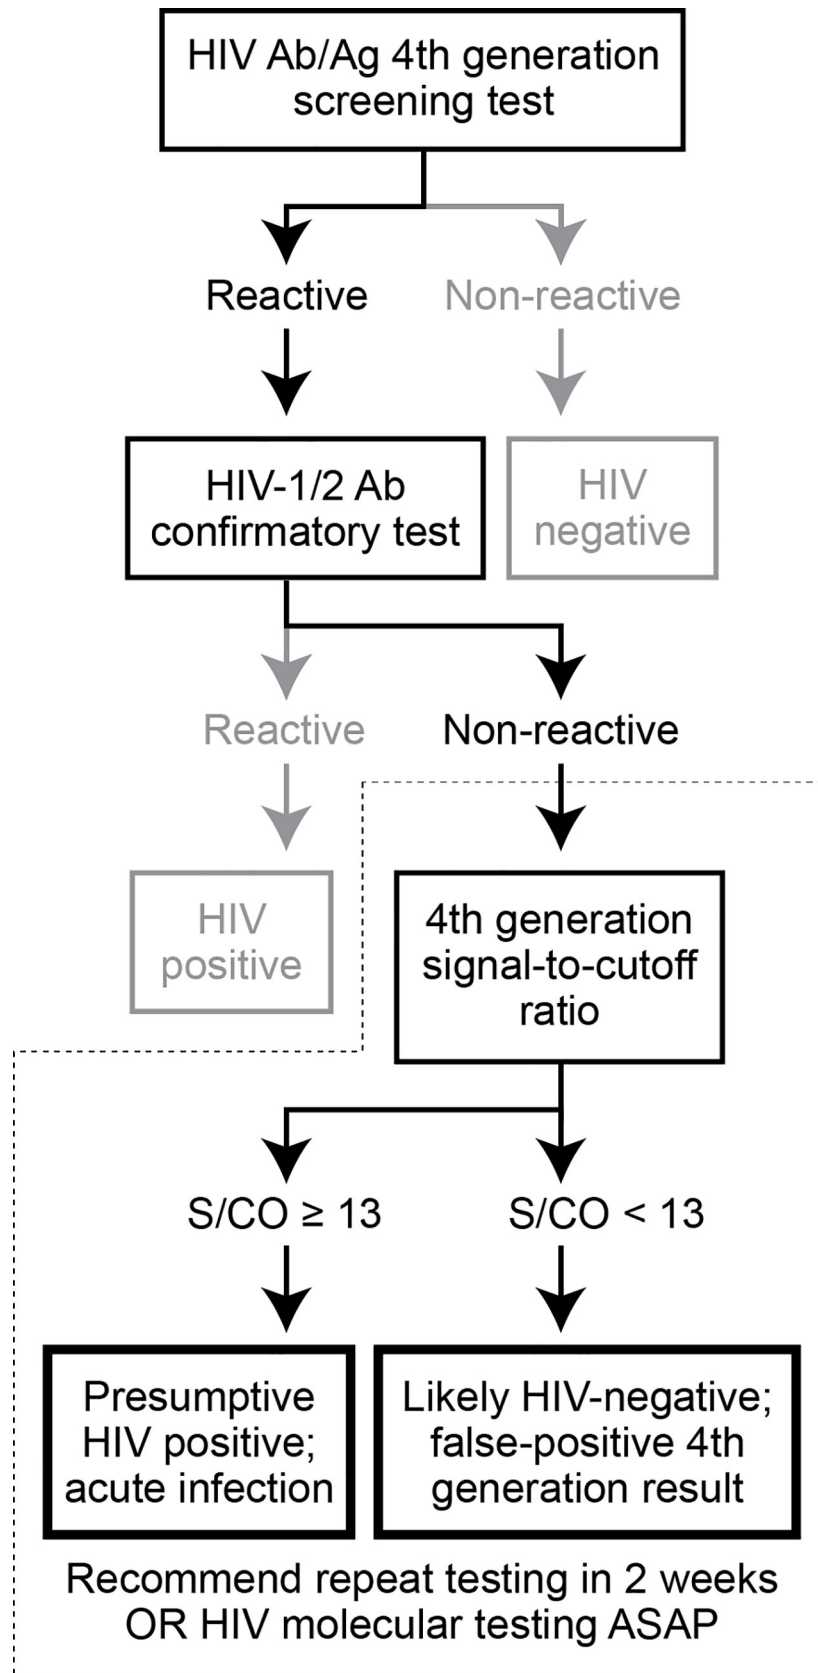 HIV Ab/Ag 4th generation
screening test
Reactive
Non-reactive
HIV-1/2 Ab
confirmatory test
HIV
negative
Reactive
Non-reactive
HIV
positive
4th generation
signal-to-cutoff
ratio
S/CO ≥ 13
S/CO < 13
Presumptive
HIV positive;
acute infection
Likely HIV-negative;
false-positive 4th
generation result
Recommend repeat testing in 2 weeks
OR HIV molecular testing ASAP